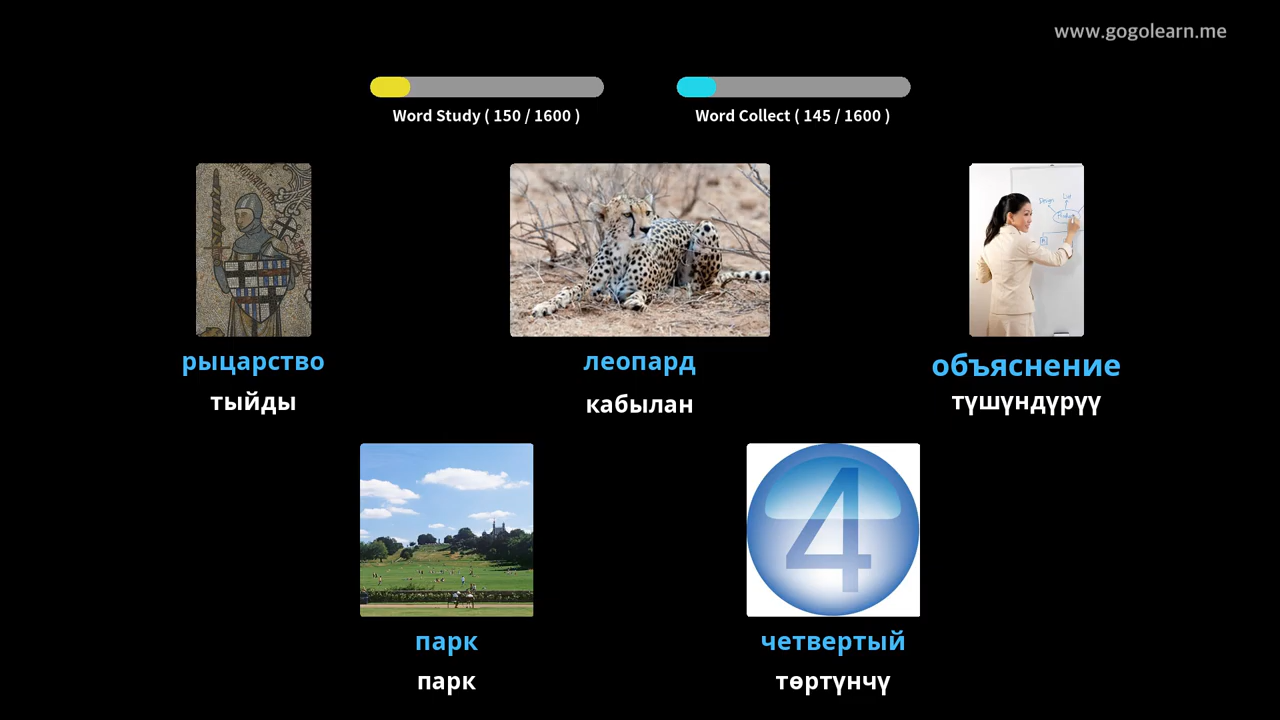 www.gogolearn.me
Word Study ( 150 / 1600 )
Word Collect ( 145 / 1600 )
рыцарство
тыйды
леопард
кабылан
объяснение
түшүндүрүү
парк
парк
4
четвертый
төртүнчү